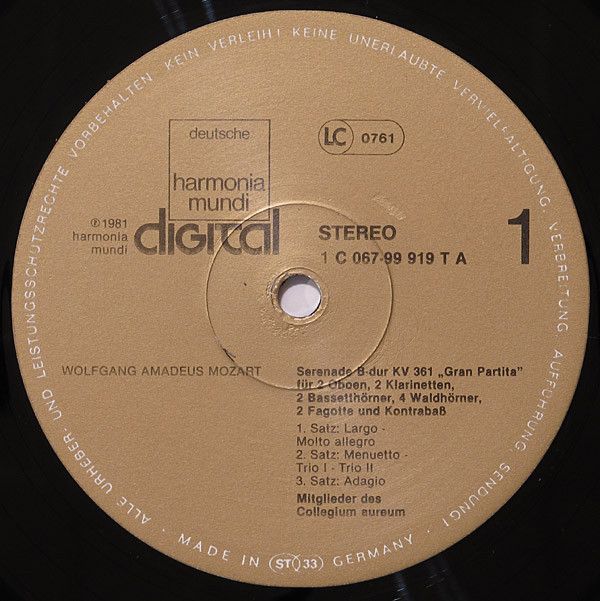 ALLE URHEBER- UND LEISTUNGSSCHUTZRECHTE VORBEHALTEN KEIN VERLEIH! KEINE UNERLAUBTE VERVIELFÄLTIGUNG, VERBREITUNG, AUFFÜHRUNG, SENDUNG!
deutsche
harmonia
mundi
digital
℗ 1981
harmonia
mundi
LC 0761
STEREO
1 C 067-99 919 T A
1
WOLFGANG AMADEUS MOZART
Serenade B-dur KV 361 „Gran Partita”
für 2 Oboen, 2 Klarinetten,
2 Bassetthörner, 4 Waldhörner,
2 Fagotte und Kontrabaß
1. Satz: Largo -
Molto allegro
2. Satz: Menuetto -
Trio I - Trio II
3. Satz: Adagio
Mitglieder des
Collegium aureum
· MADE IN ST 33 GERMANY ·